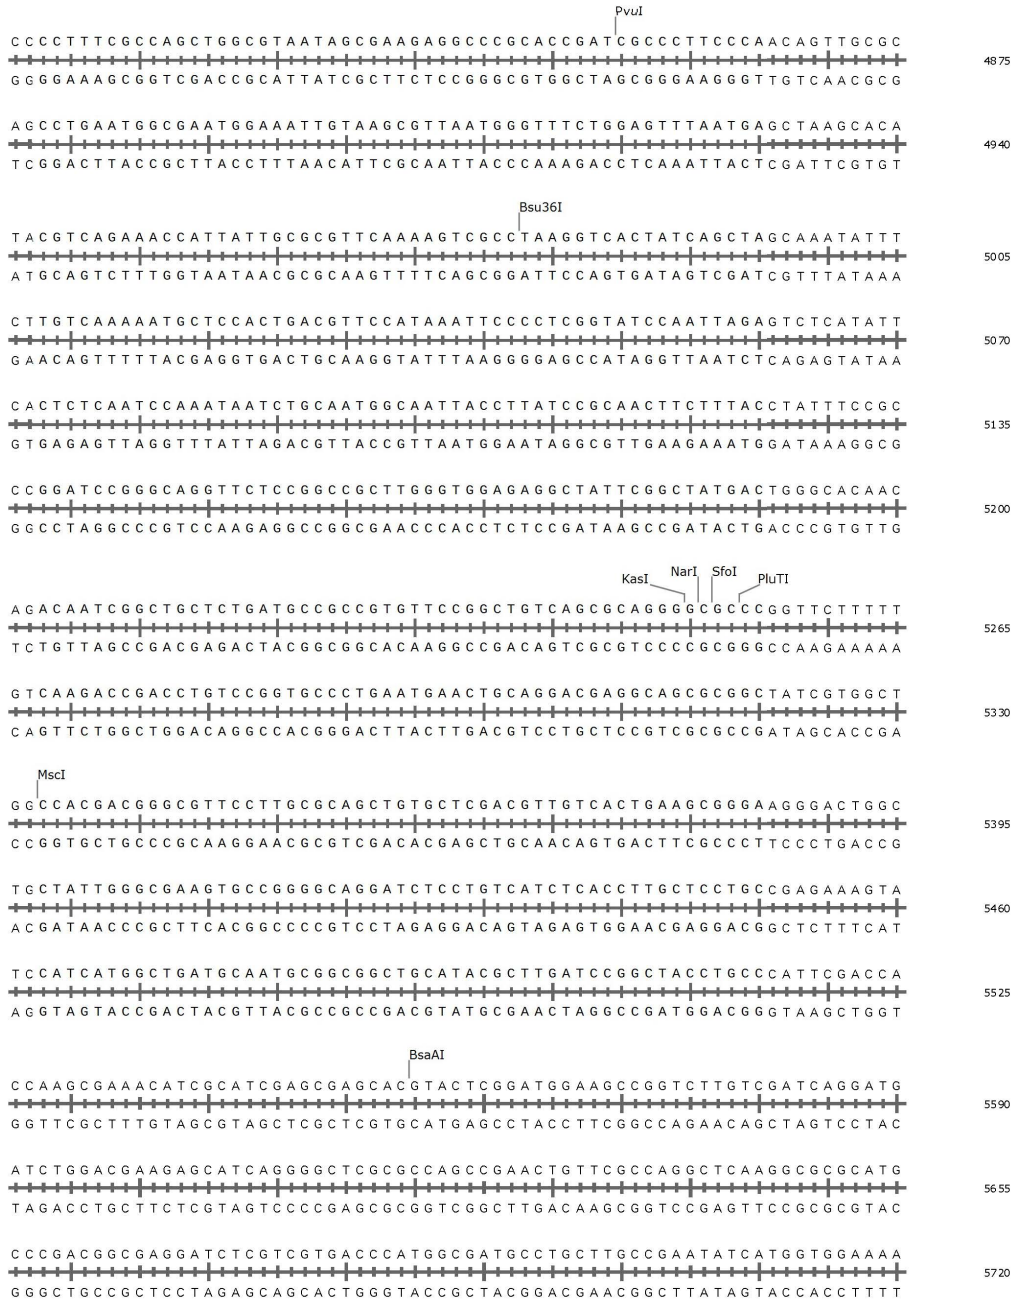 PvuI
CCCCTTTCGCCAGCTGGCGTAATAGCGAAGAGGCCCGCACCGATCGCCCTTCCCAACAGTTGCGC
4875
GGGGAAAGCGGTCGACCGCATTATCGCTTCTCCGGGCGTGGCTAGCGGGAAGGGTTGTCAACGCG
AGCCTGAATGGCGAATGGAAATTGTAAGCGTTAATGGGTTTCTGGAGTTTAATGAGCTAAGCACA
4940
TCGGACTTACCGCTTACCTTTAACATTCGCAATTACCCAAAGACCTCAAATTACTCGATTCGTGT
Bsu36I
TACGTCAGAAACCATTATTGCGCGTTCAAAAGTCGCCTAAGGTCACTATCAGCTAGCAAATATTT
5005
ATGCAGTCTTTGGTAATAACGCGCAAGTTTTCAGCGGATTCCAGTGATAGTCGATCGTTTATAAA
CTTGTCAAAAATGCTCCACTGACGTTCCATAAATTCCCCTCGGTATCCAATTAGAGTCTCATATT
5070
GAACAGTTTTTACGAGGTGACTGCAAGGTATTTAAGGGGAGCCATAGGTTAATCTCAGAGTATAA
CACTCTCAATCCAAATAATCTGCAATGGCAATTACCTTATCCGCAACTTCTTTACCTATTTCCGC
5135
GTGAGAGTTAGGTTTATTAGACGTTACCGTTAATGGAATAGGCGTTGAAGAAATGGATAAAGGCG
CCGGATCCGGGCAGGTTCTCCGGCCGCTTGGGTGGAGAGGCTATTCGGCTATGACTGGGCACAAC
5200
GGCCTAGGCCCGTCCAAGAGGCCGGCGAACCCACCTCTCCGATAAGCCGATACTGACCCGTGTTG
KasI NarI SfoI PluTI
AGACAATCGGCTGCTCTGATGCCGCCGTGTTCCGGCTGTCAGCGCAGGGGCGCCCGGTTCTTTTT
5265
TCTGTTAGCCGACGAGACTACGGCGGCACAAGGCCGACAGTCGCGTCCCCGCGGGCCAAGAAAAA
GTCAAGACCGACCTGTCCGGTGCCCTGAATGAACTGCAGGACGAGGCAGCGCGGCTATCGTGGCT
5330
CAGTTCTGGCTGGACAGGCCACGGGACTTACTTGACGTCCTGCTCCGTCGCGCCGATAGCACCGA
MscI
GGCCACGACGGGCGTTCCTTGCGCAGCTGTGCTCGACGTTGTCACTGAAGCGGGAAGGGACTGGC
5395
CCGGTGCTGCCCGCAAGGAACGCGTCGACACGAGCTGCAACAGTGACTTCGCCCTTCCCTGACCG
TGCTATTGGGCGAAGTGCCGGGGCAGGATCTCCTGTCATCTCACCTTGCTCCTGCCGAGAAAGTA
5460
ACGATAACCCGCTTCACGGCCCCGTCCTAGAGGACAGTAGAGTGGAACGAGGACGGCTCTTTCAT
TCCATCATGGCTGATGCAATGCGGCGGCTGCATACGCTTGATCCGGCTACCTGCCCATTCGACCA
5525
AGGTAGTACCGACTACGTTACGCCGCCGACGTATGCGAACTAGGCCGATGGACGGGTAAGCTGGT
BsaAI
CCAAGCGAAACATCGCATCGAGCGAGCACGTACTCGGATGGAAGCCGGTCTTGTCGATCAGGATG
5590
GGTTCGCTTTGTAGCGTAGCTCGCTCGTGCATGAGCCTACCTTCGGCCAGAACAGCTAGTCCTAC
ATCTGGACGAAGAGCATCAGGGGCTCGCGCCAGCCGAACTGTTCGCCAGGCTCAAGGCGCGCATG
5655
TAGACCTGCTTCTCGTAGTCCCCGAGCGCGGTCGGCTTGACAAGCGGTCCGAGTTCCGCGCGTAC
CCCGACGGCGAGGATCTCGTCGTGACCCATGGCGATGCCTGCTTGCCGAATATCATGGTGGAAAA
5720
GGGCTGCCGCTCCTAGAGCAGCACTGGGTACCGCTACGGACGAACGGCTTATAGTACCACCTTTT